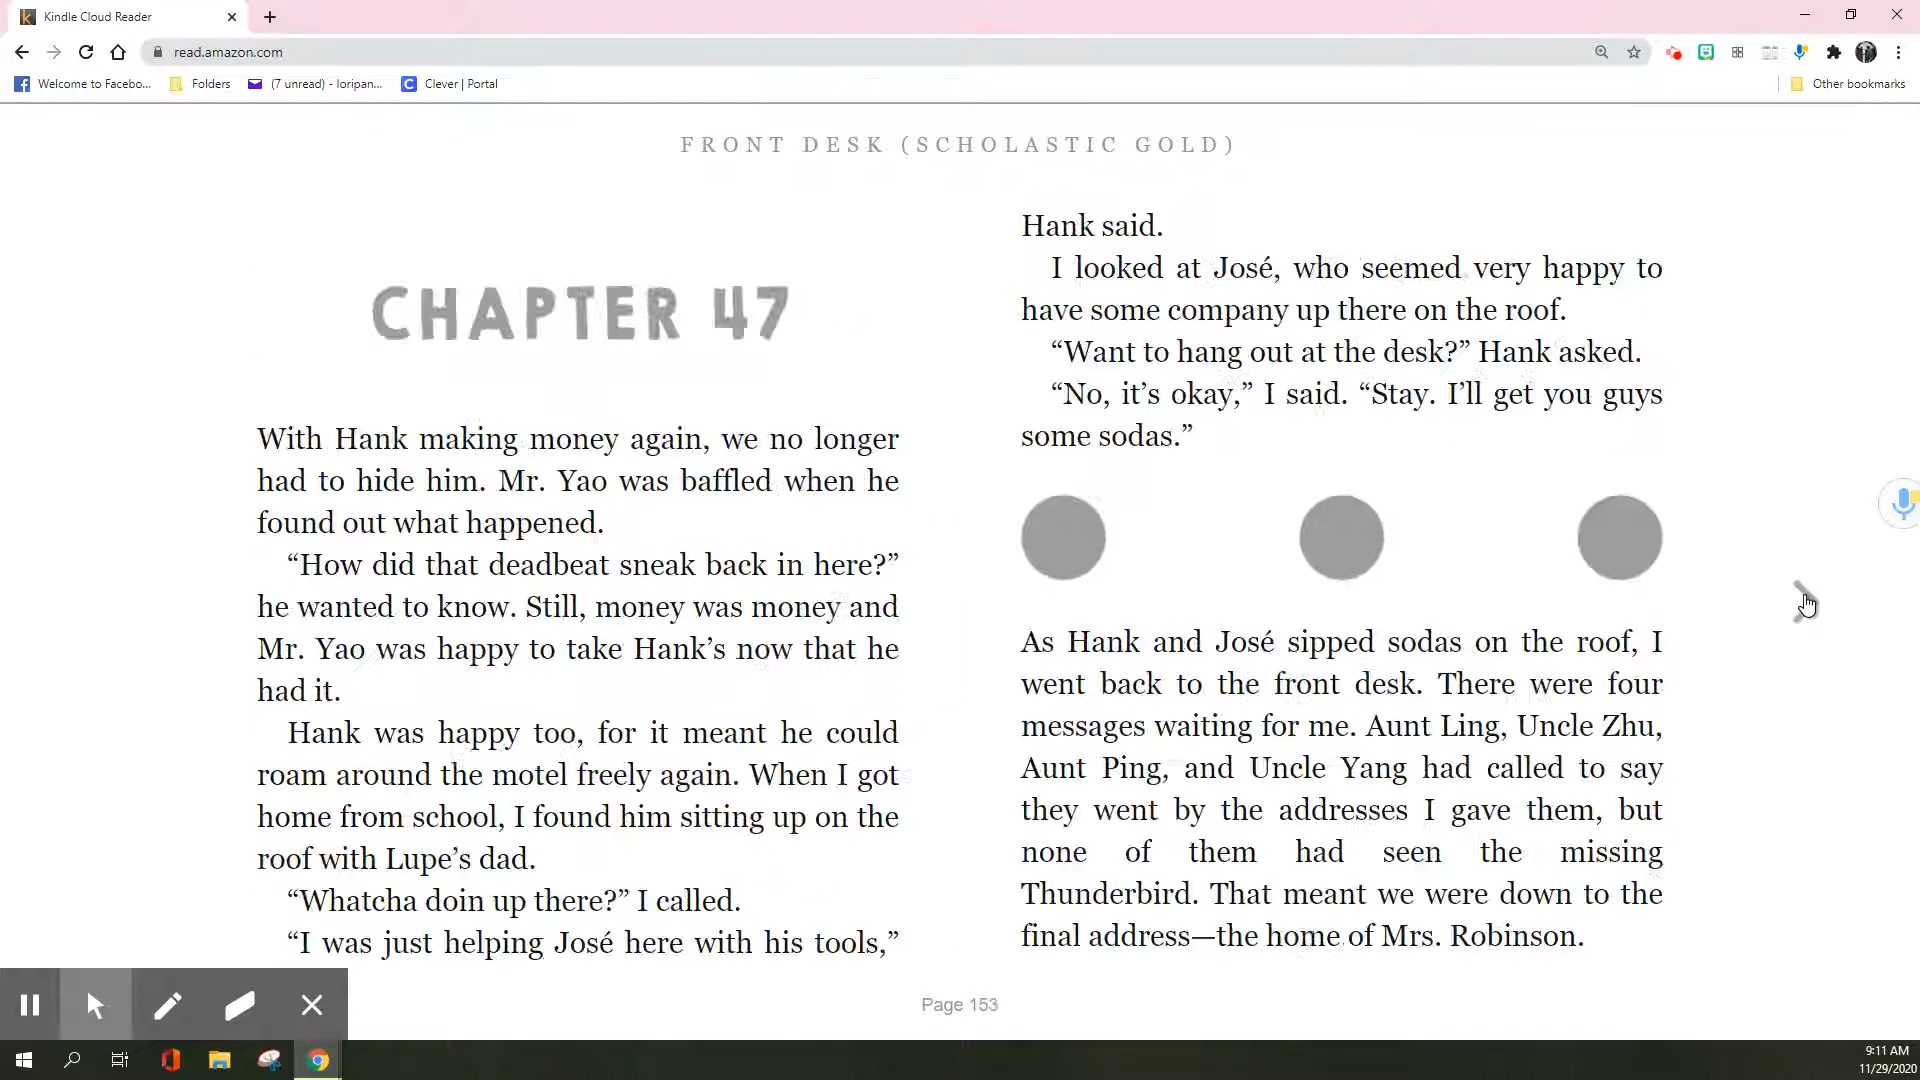 Kindle Cloud Reader
read.amazon.com
Welcome to Facebo...
Folders
(7 unread) - loripan...
Clever | Portal
Other bookmarks
FRONT DESK (SCHOLASTIC GOLD)
CHAPTER 47
With Hank making money again, we no longer
had to hide him. Mr. Yao was baffled when he
found out what happened.
“How did that deadbeat sneak back in here?”
he wanted to know. Still, money was money and
Mr. Yao was happy to take Hank’s now that he
had it.
Hank was happy too, for it meant he could
roam around the motel freely again. When I got
home from school, I found him sitting up on the
roof with Lupe’s dad.
“Whatcha doin up there?” I called.
“I was just helping José here with his tools,”
Hank said.
I looked at José, who seemed very happy to
have some company up there on the roof.
“Want to hang out at the desk?” Hank asked.
“No, it’s okay,” I said. “Stay. I’ll get you guys
some sodas.”
As Hank and José sipped sodas on the roof, I
went back to the front desk. There were four
messages waiting for me. Aunt Ling, Uncle Zhu,
Aunt Ping, and Uncle Yang had called to say
they went by the addresses I gave them, but
none of them had seen the missing
Thunderbird. That meant we were down to the
final address—the home of Mrs. Robinson.
Page 153
9:11 AM
11/29/2020